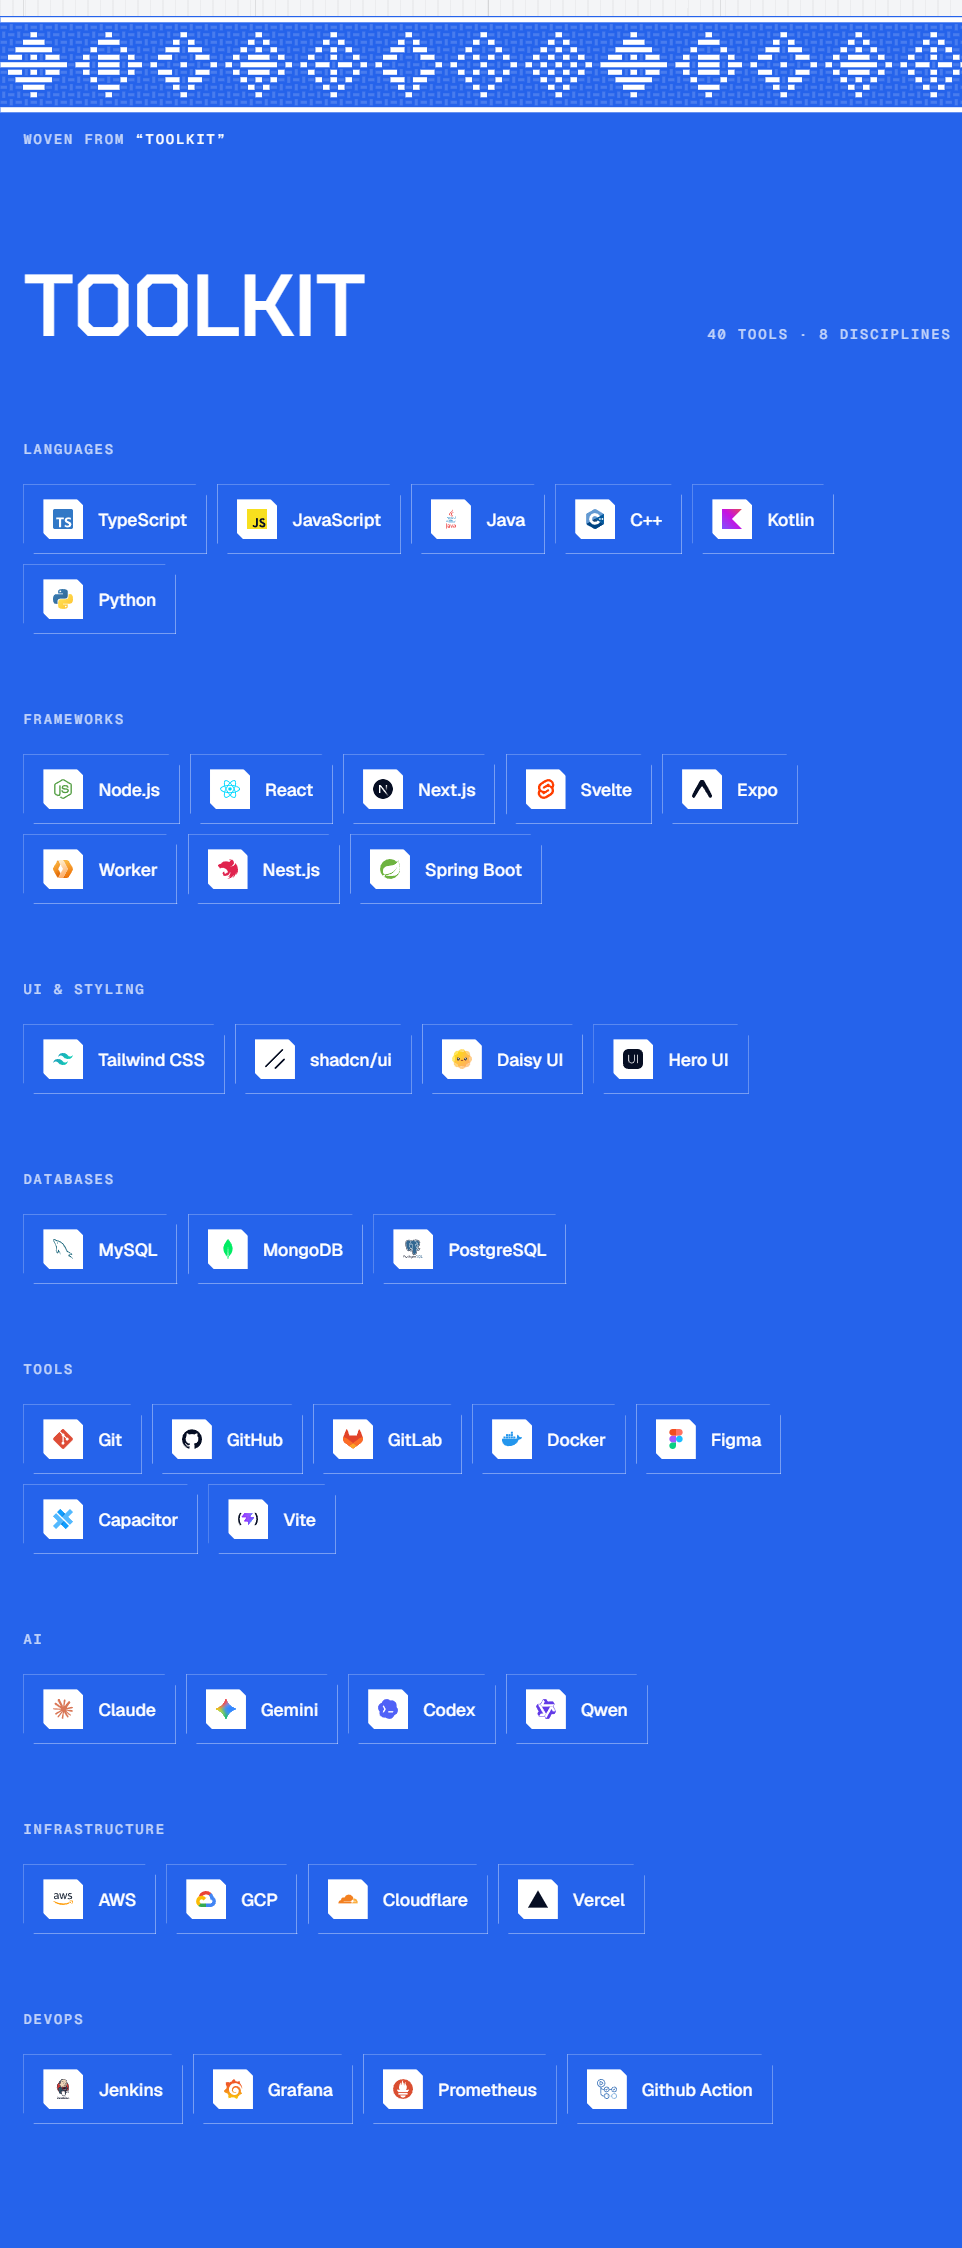 WOVEN FROM “TOOLKIT”
TOOLKIT
40 TOOLS · 8 DISCIPLINES
LANGUAGES
TypeScript JavaScript Java C++ Kotlin
Python
FRAMEWORKS
Node.js React Next.js Svelte Expo
Worker Nest.js Spring Boot
UI & STYLING
Tailwind CSS shadcn/ui Daisy UI Hero UI
DATABASES
MySQL MongoDB PostgreSQL
TOOLS
Git GitHub GitLab Docker Figma
Capacitor Vite
AI
Claude Gemini Codex Qwen
INFRASTRUCTURE
AWS GCP Cloudflare Vercel
DEVOPS
Jenkins Grafana Prometheus Github Action